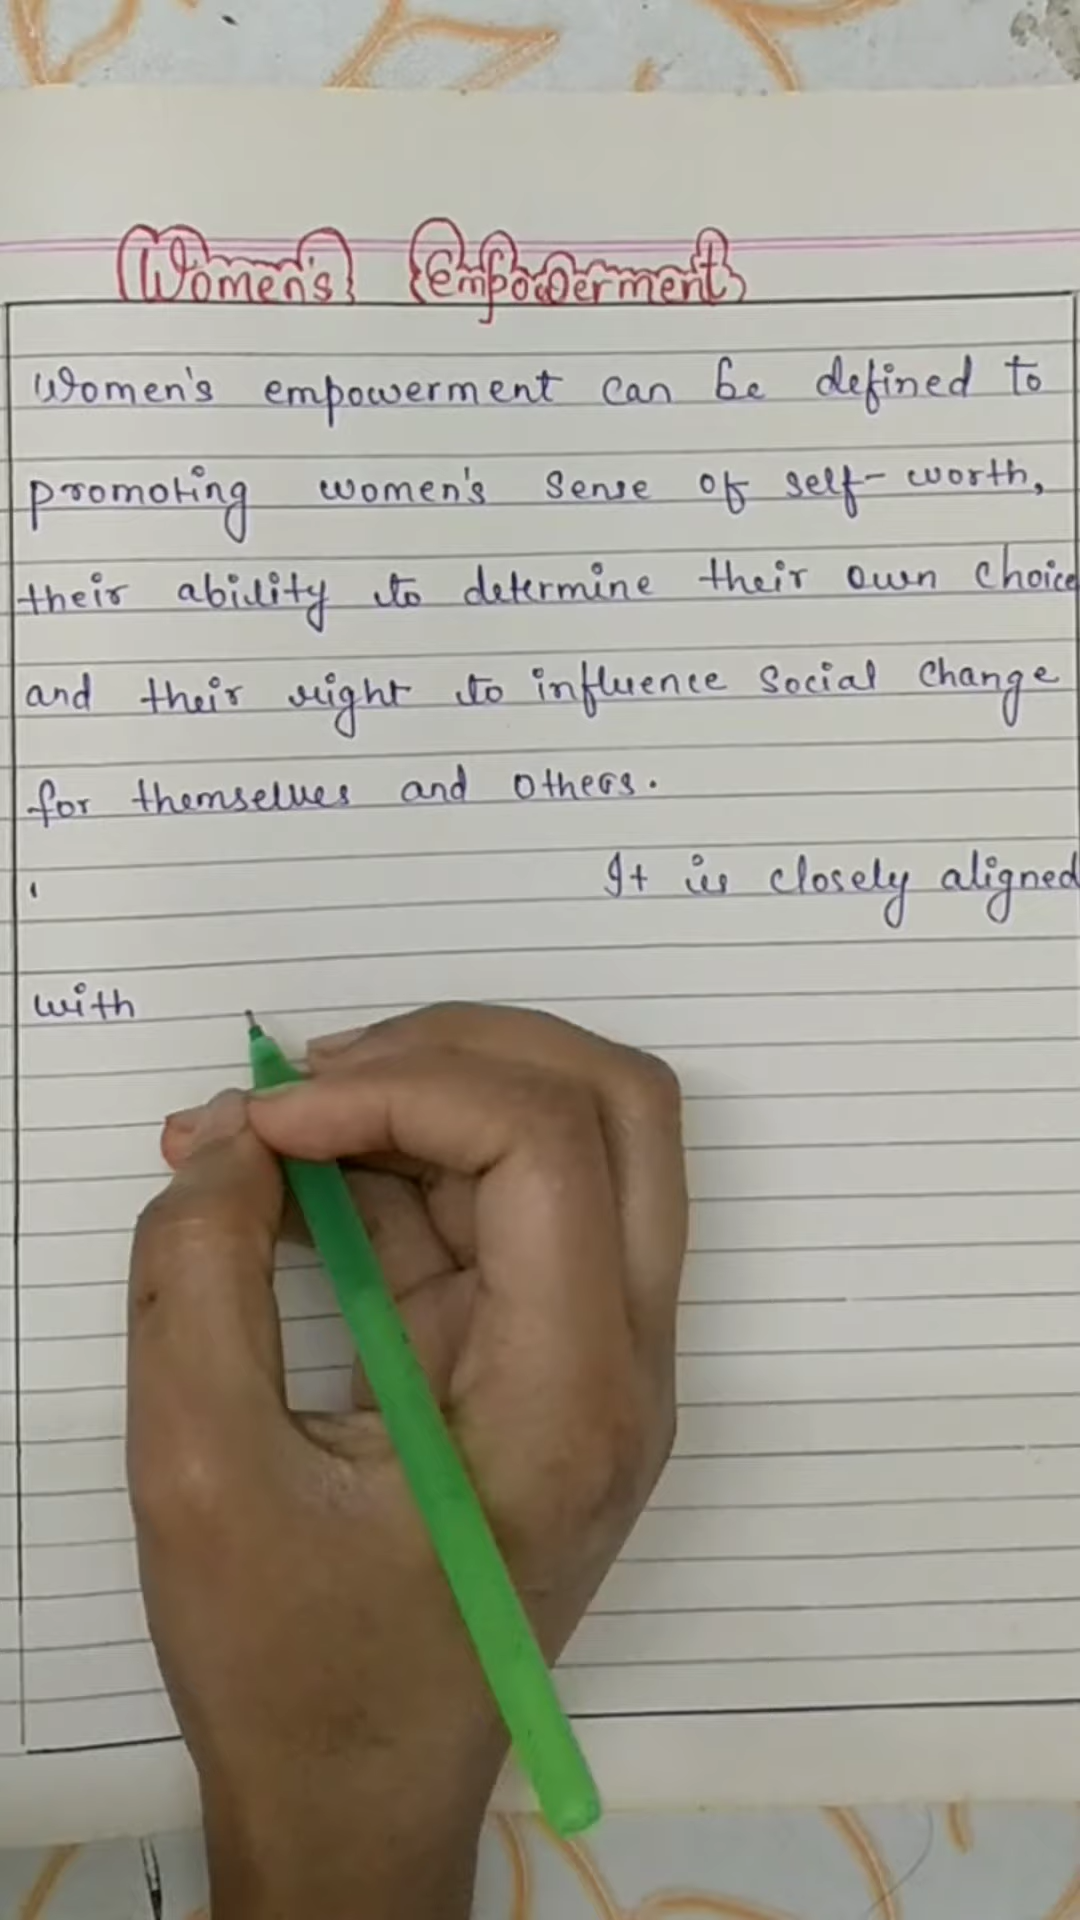 Women's Empowerment
Women's empowerment can be defined to
promoting women's sense of self-worth,
their ability to determine their own choice
and their right to influence social change
for themselves and others.
It is closely aligned
with